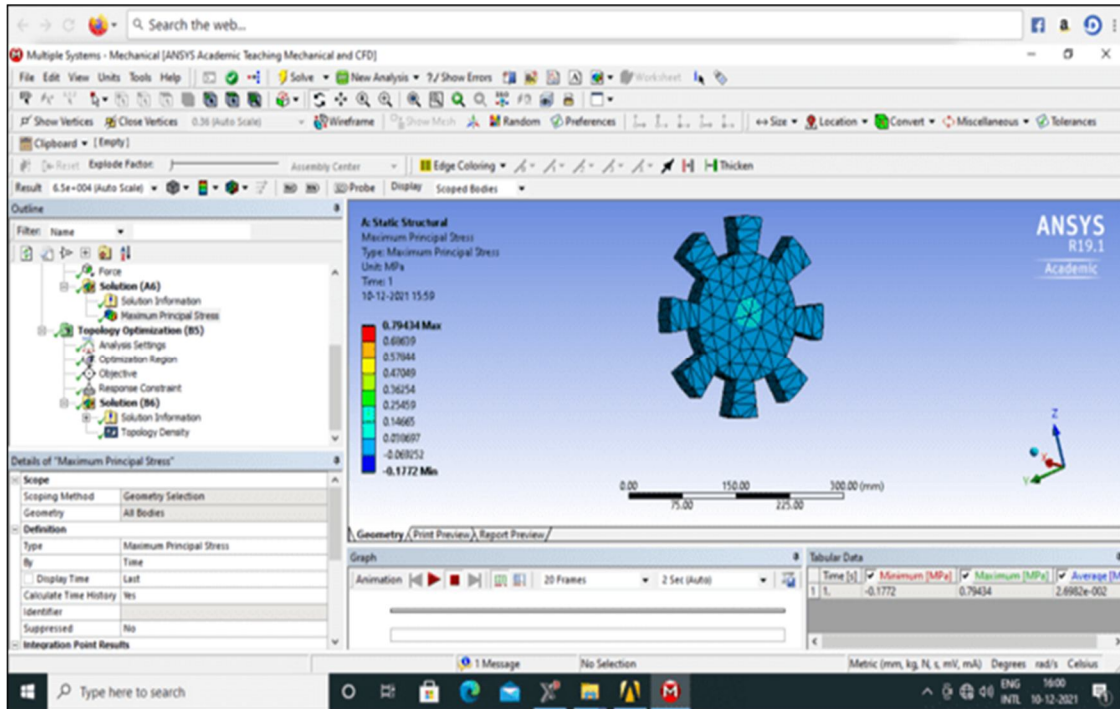 Search the web...
Multiple Systems - Mechanical [ANSYS Academic Teaching Mechanical and CFD]
File Edit View Units Tools Help Solve New Analysis ?/ Show Errors Worksheet
Show Vertices Close Vertices 0.36 (Auto Scale) Wireframe Show Mesh Random Preferences Size Location Convert Miscellaneous Tolerances
Clipboard [Empty]
Reset Explode Factor: Assembly Center Edge Coloring Thicken
Result 6.5e+004 (Auto Scale) Probe Display Scoped Bodies
Outline
Filter: Name
Force
Solution (A6)
Solution Information
Maximum Principal Stress
Topology Optimization (B5)
Analysis Settings
Optimization Region
Objective
Response Constraint
Solution (B6)
Solution Information
Topology Density
A: Static Structural
Maximum Principal Stress
Type: Maximum Principal Stress
Unit: MPa
Time: 1
10-12-2021 15:59
0.79434 Max
0.68639
0.57844
0.47049
0.36254
0.25459
0.14665
-0.069252
-0.1772 Min
ANSYS
R19.1
Academic
Z
X
Y
0.00 150.00 300.00 (mm)
75.00 225.00
Details of "Maximum Principal Stress"
Scope
Scoping Method Geometry Selection
Geometry All Bodies
Definition
Type Maximum Principal Stress
By Time
Display Time Last
Calculate Time History Yes
Identifier
Suppressed No
Integration Point Results
Geometry Print Preview Report Preview
Graph
Animation 20 Frames 2 Sec (Auto)
Tabular Data
Time [s] Minimum [MPa] Maximum [MPa] Average [M
1 1. -0.1772 0.79434 2.6982e-002
1 Message No Selection Metric (mm, kg, N, s, mV, mA) Degrees rad/s Celsius
Type here to search
ENG 16:00
INTL 10-12-2021